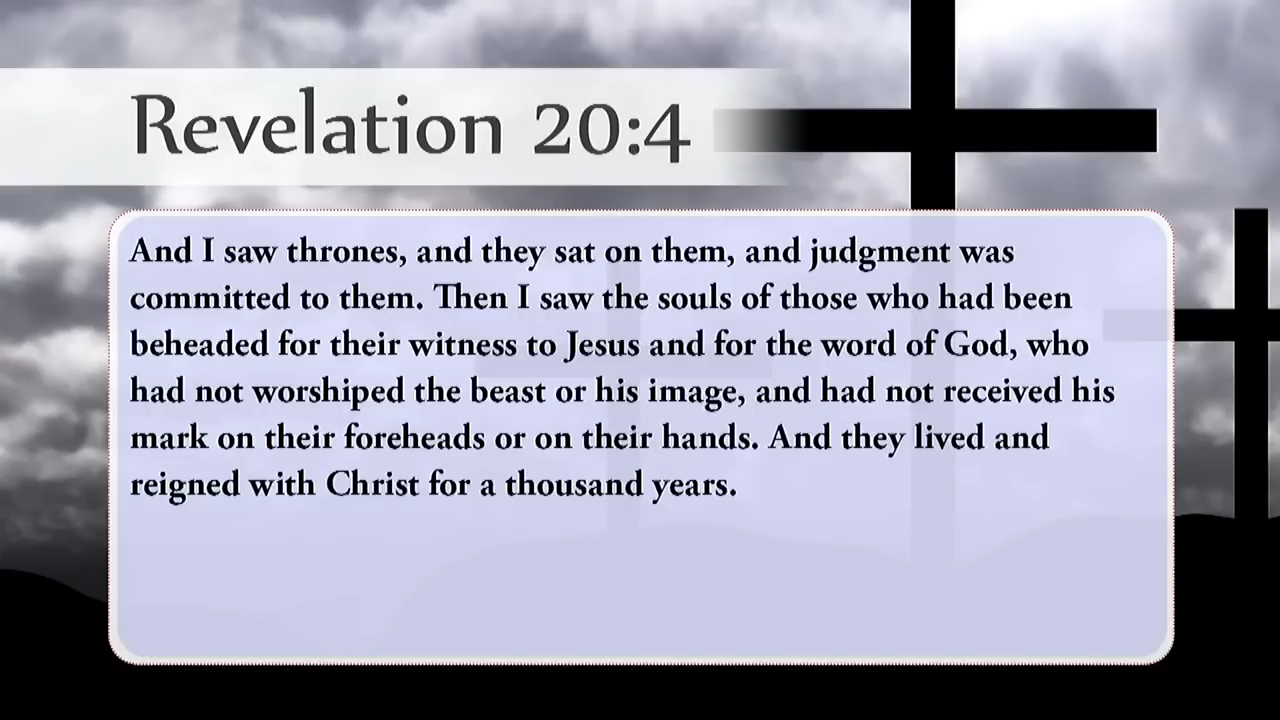 Revelation 20:4
And I saw thrones, and they sat on them, and judgment was
committed to them. Then I saw the souls of those who had been
beheaded for their witness to Jesus and for the word of God, who
had not worshiped the beast or his image, and had not received his
mark on their foreheads or on their hands. And they lived and
reigned with Christ for a thousand years.